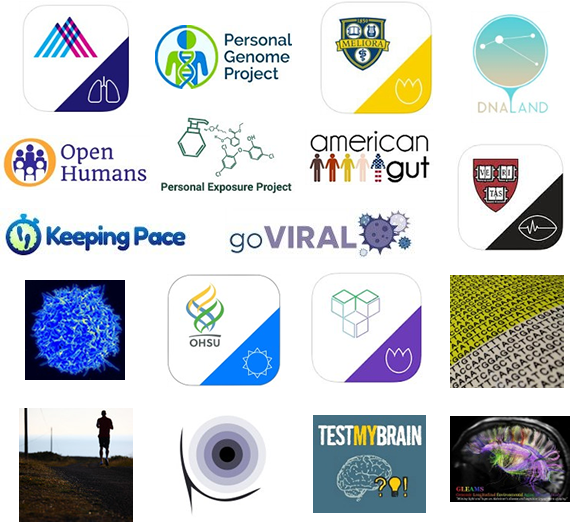 Personal
Genome
Project
1850
MELIORA
DNALAND
Open
Humans
Personal Exposure Project
american
gut
VE RI
TAS
Keeping Pace
goVIRAL
OHSU
TESTMYBRAIN
?!
GLEAMS